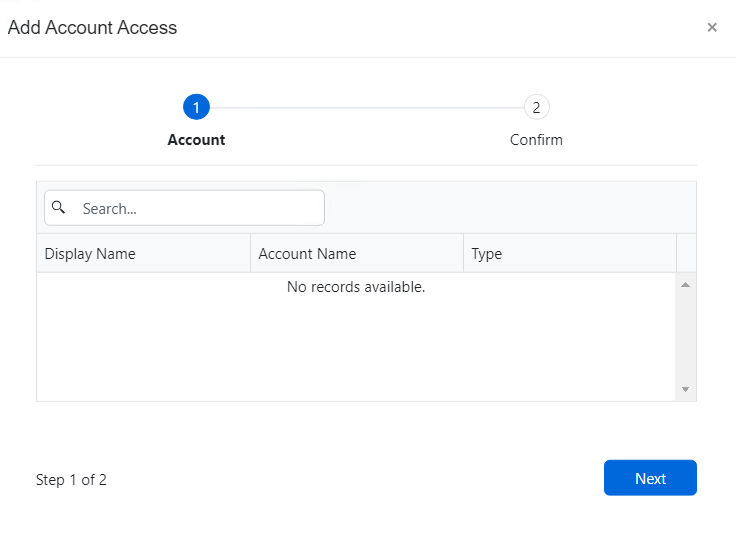 Add Account Access
×
1
2
Account
Confirm
Search...
Display Name
Account Name
Type
No records available.
Step 1 of 2
Next